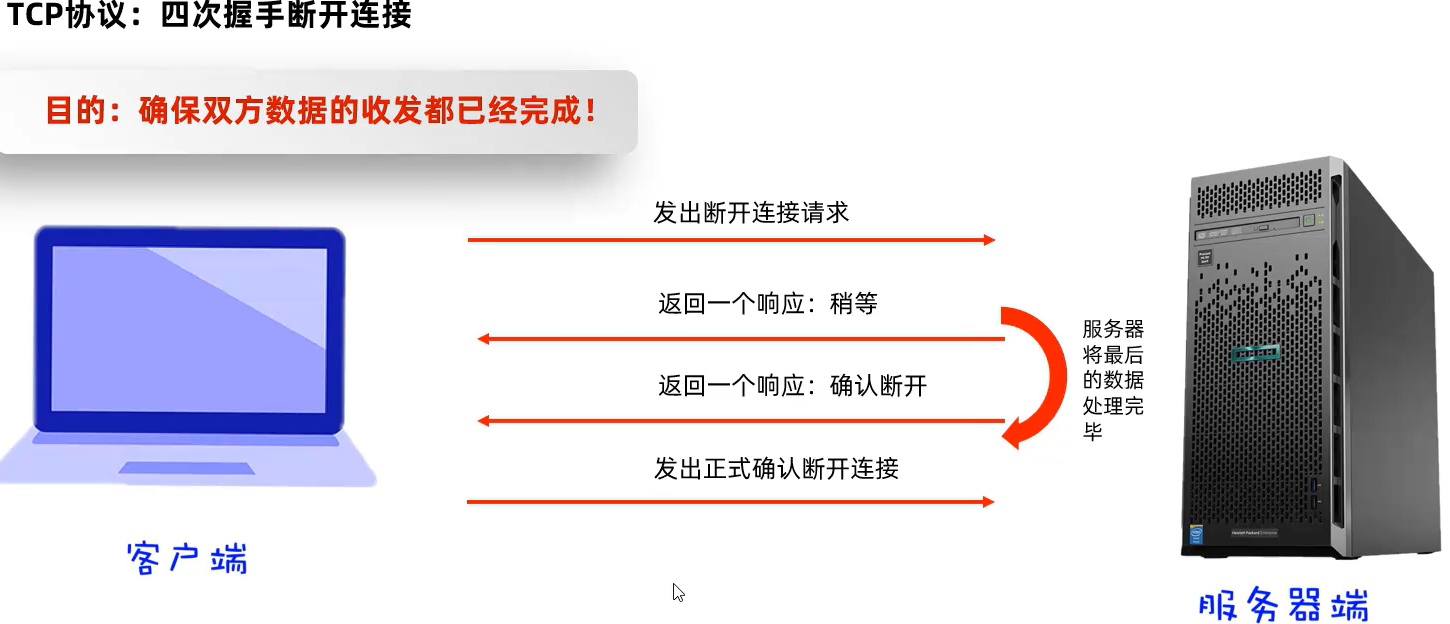 TCP协议：四次握手断开连接
目的：确保双方数据的收发都已经完成！
发出断开连接请求
返回一个响应：稍等
服务器
将最后
的数据
处理完
毕
返回一个响应：确认断开
发出正式确认断开连接
客户端
服务器端
Hewlett Packard Enterprise